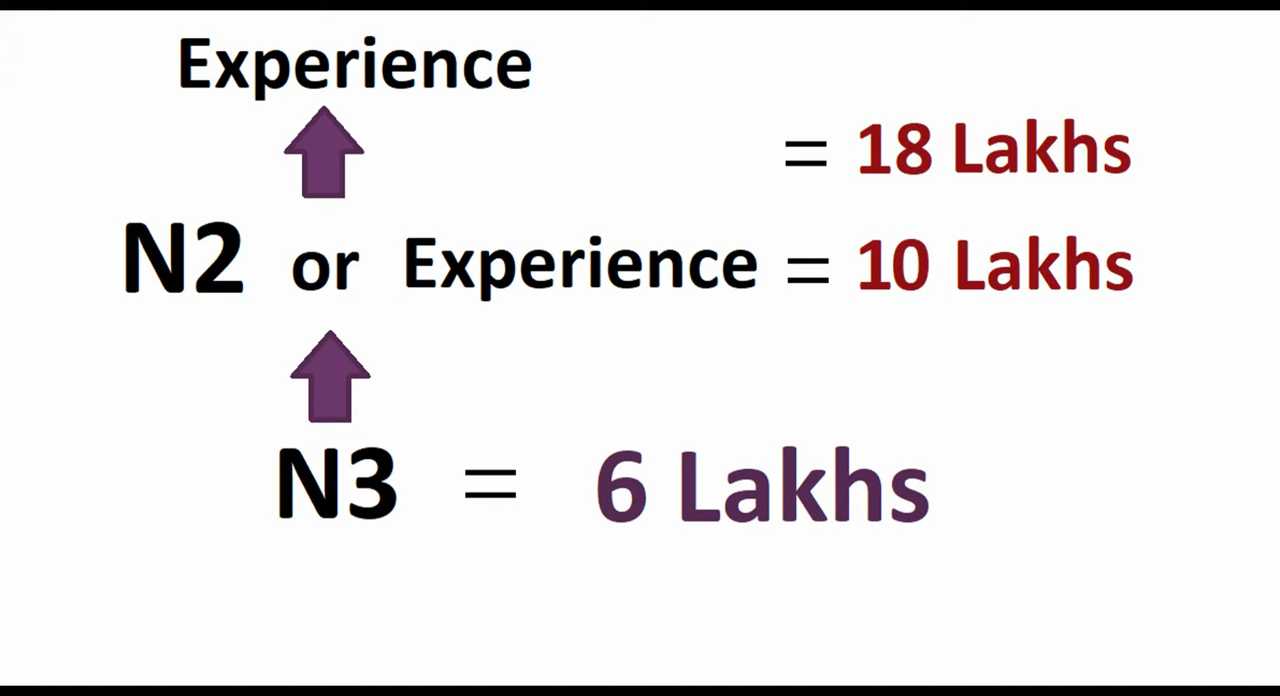 Experience
= 18 Lakhs
N2 or Experience = 10 Lakhs
N3 = 6 Lakhs